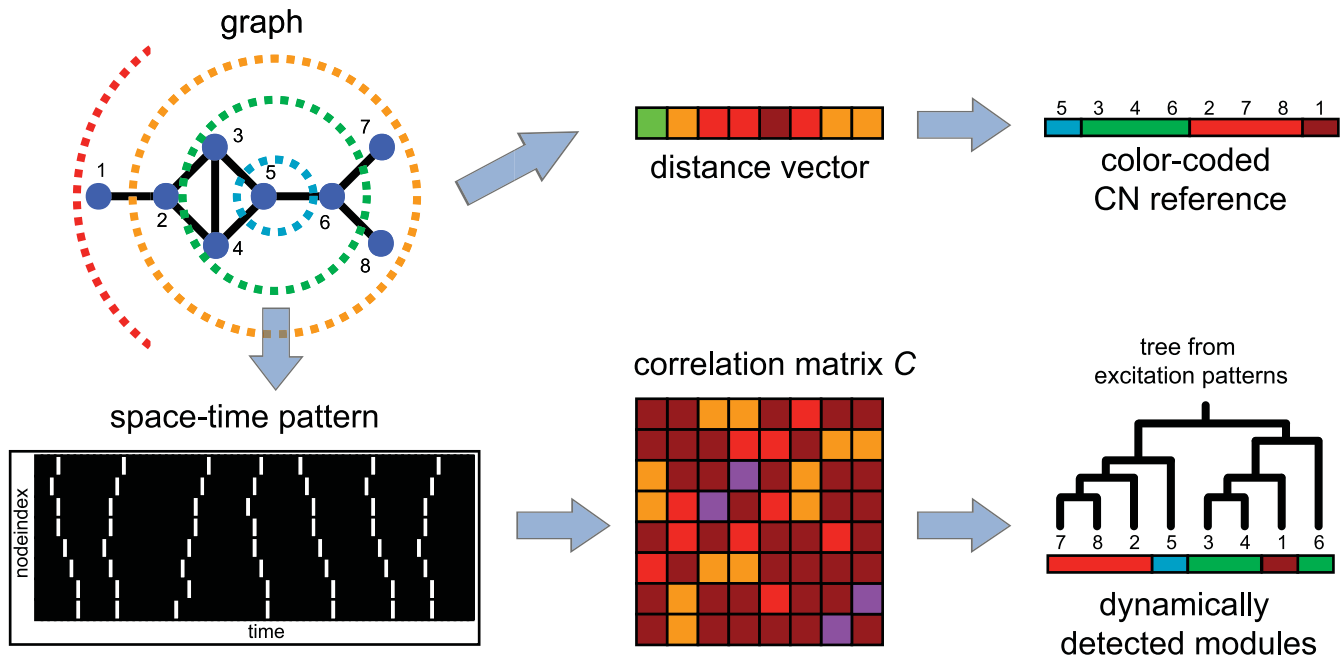 graph
1
2
3
4
5
6
7
8
distance vector
5 3 4 6 2 7 8 1
color-coded
CN reference
space-time pattern
nodeindex
time
correlation matrix C
tree from
excitation patterns
7 8 2 5 3 4 1 6
dynamically
detected modules